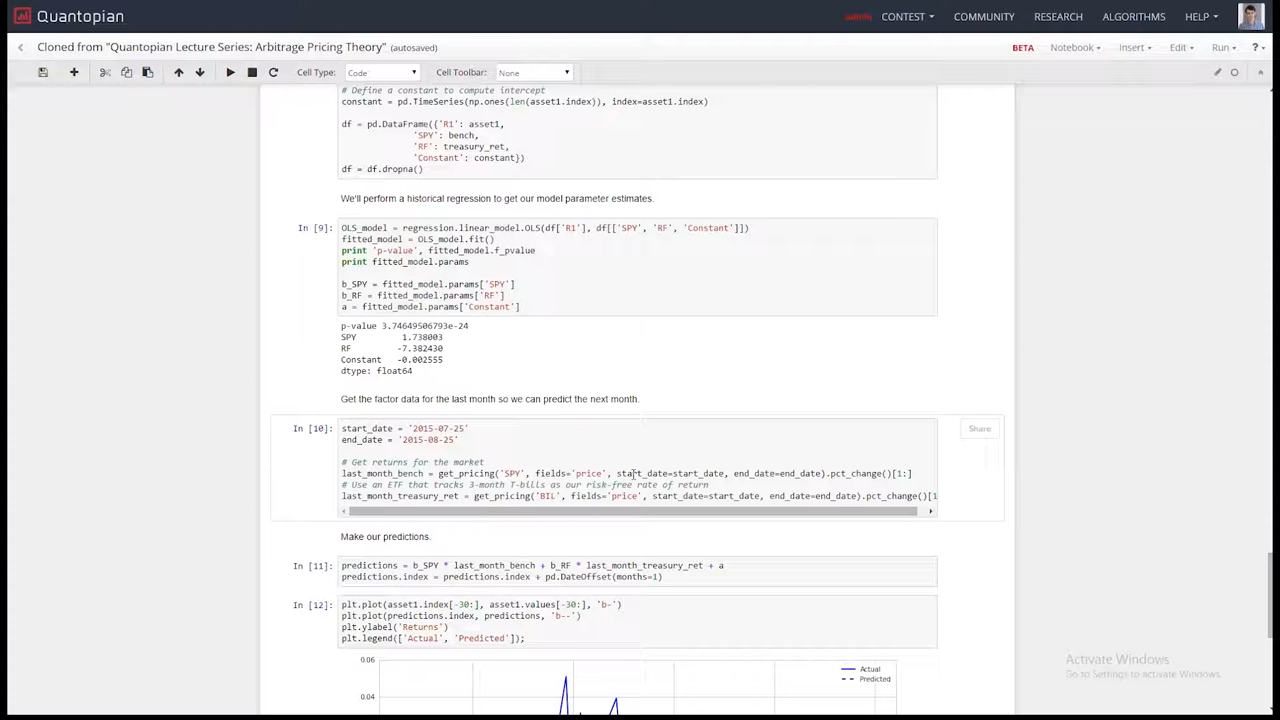 Quantopian
admin CONTEST COMMUNITY RESEARCH ALGORITHMS HELP
Cloned from "Quantopian Lecture Series: Arbitrage Pricing Theory" (autosaved)
BETA Notebook Insert Edit Run ?
Cell Type: Code Cell Toolbar: None
# Define a constant to compute intercept
constant = pd.TimeSeries(np.ones(len(asset1.index)), index=asset1.index)
df = pd.DataFrame({'R1': asset1,
'SPY': bench,
'RF': treasury_ret,
'Constant': constant})
df = df.dropna()
We'll perform a historical regression to get our model parameter estimates.
In [9]:
OLS_model = regression.linear_model.OLS(df['R1'], df[['SPY', 'RF', 'Constant']])
fitted_model = OLS_model.fit()
print 'p-value', fitted_model.f_pvalue
print fitted_model.params
b_SPY = fitted_model.params['SPY']
b_RF = fitted_model.params['RF']
a = fitted_model.params['Constant']
p-value 3.74649506793e-24
SPY 1.738003
RF -7.382430
Constant -0.002555
dtype: float64
Get the factor data for the last month so we can predict the next month.
In [10]:
start_date = '2015-07-25'
end_date = '2015-08-25'
Share
# Get returns for the market
last_month_bench = get_pricing('SPY', fields='price', start_date=start_date, end_date=end_date).pct_change()[1:]
# Use an ETF that tracks 3-month T-bills as our risk-free rate of return
last_month_treasury_ret = get_pricing('BIL', fields='price', start_date=start_date, end_date=end_date).pct_change()[1
Make our predictions.
In [11]:
predictions = b_SPY * last_month_bench + b_RF * last_month_treasury_ret + a
predictions.index = predictions.index + pd.DateOffset(months=1)
In [12]:
plt.plot(asset1.index[-30:], asset1.values[-30:], 'b-')
plt.plot(predictions.index, predictions, 'b--')
plt.ylabel('Returns')
plt.legend(['Actual', 'Predicted']);
0.06
Actual
Predicted
0.04
Activate Windows
Go to Settings to activate Windows.